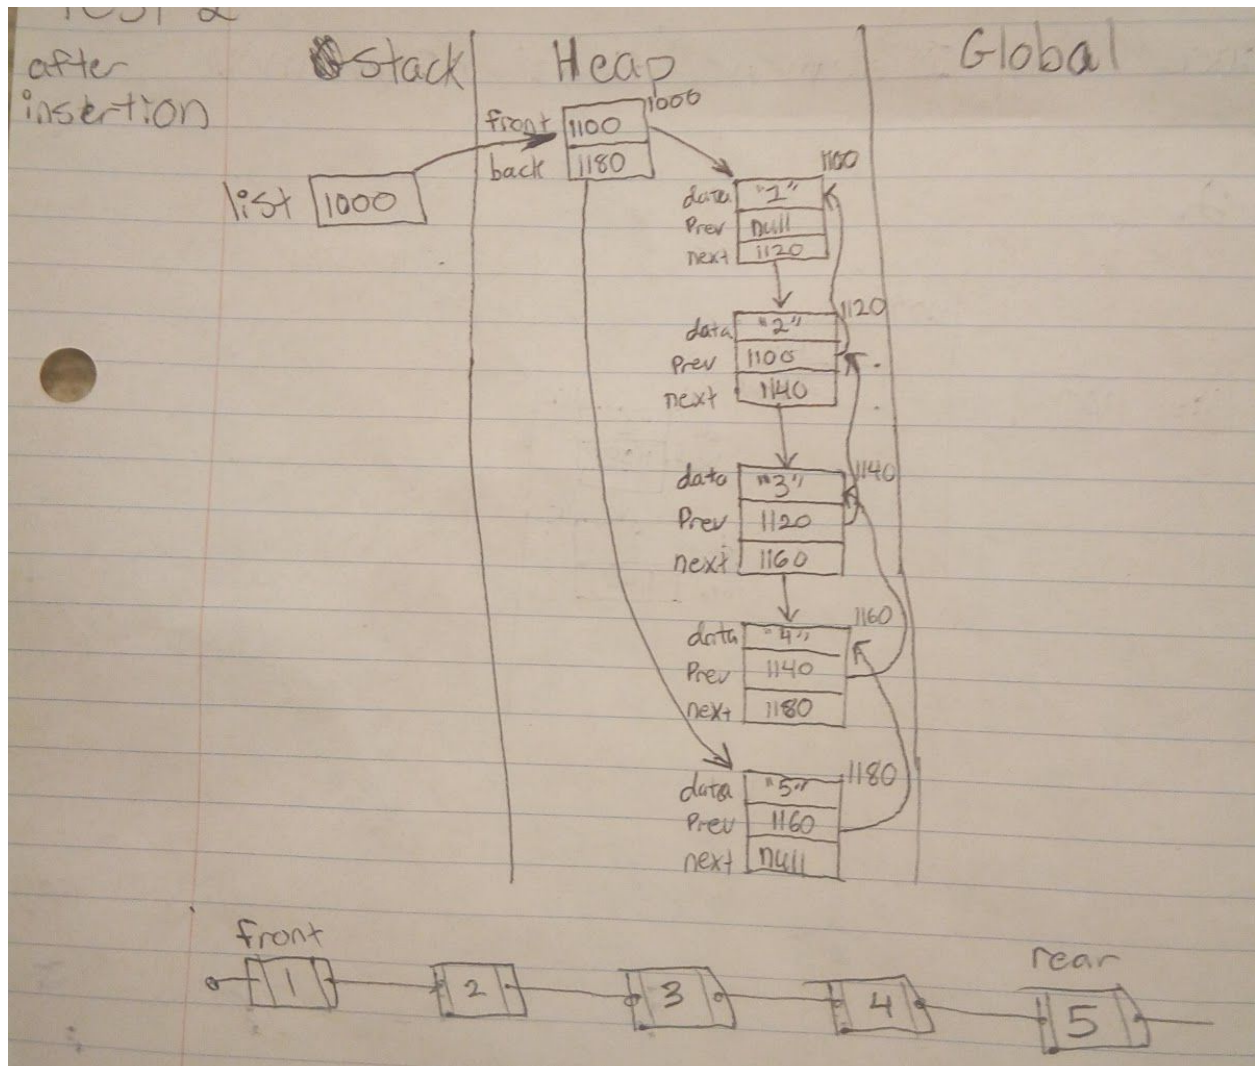 TEST 2
after
insertion
Stack
Heap
Global
list 1000
1000
front 1100
back 1180
1100
data "1"
Prev null
next 1120
1120
data "2"
Prev 1100
next 1140
1140
data "3"
Prev 1120
next 1160
1160
data "4"
Prev 1140
next 1180
1180
data "5"
Prev 1160
next null
front
rear
1 2 3 4 5